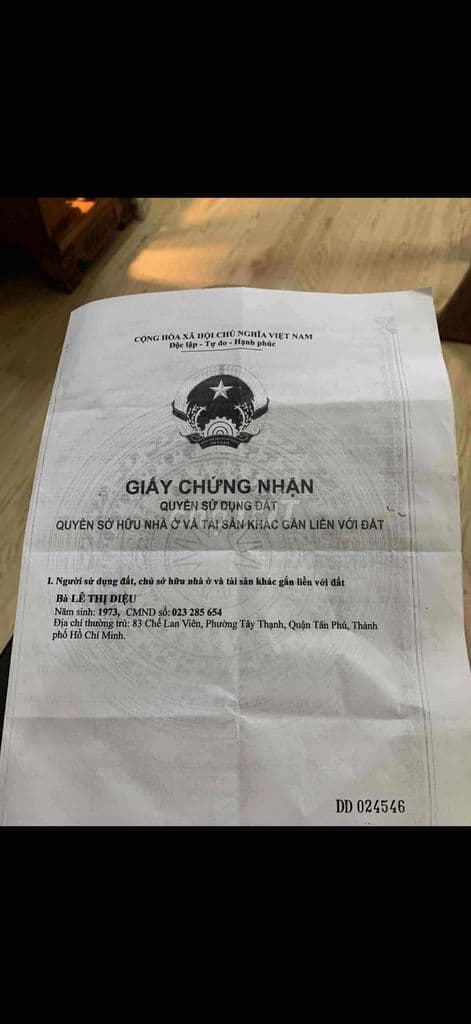 CỘNG HÒA XÃ HỘI CHỦ NGHĨA VIỆT NAM
Độc lập - Tự do - Hạnh phúc
GIẤY CHỨNG NHẬN
QUYỀN SỬ DỤNG ĐẤT
QUYỀN SỞ HỮU NHÀ Ở VÀ TÀI SẢN KHÁC GẮN LIỀN VỚI ĐẤT
I. Người sử dụng đất, chủ sở hữu nhà ở và tài sản khác gắn liền với đất
Bà LÊ THỊ DIỆU
Năm sinh: 1973, CMND số: 023 285 654
Địa chỉ thường trú: 83 Chế Lan Viên, Phường Tây Thạnh, Quận Tân Phú, Thành
phố Hồ Chí Minh.
DD 024546